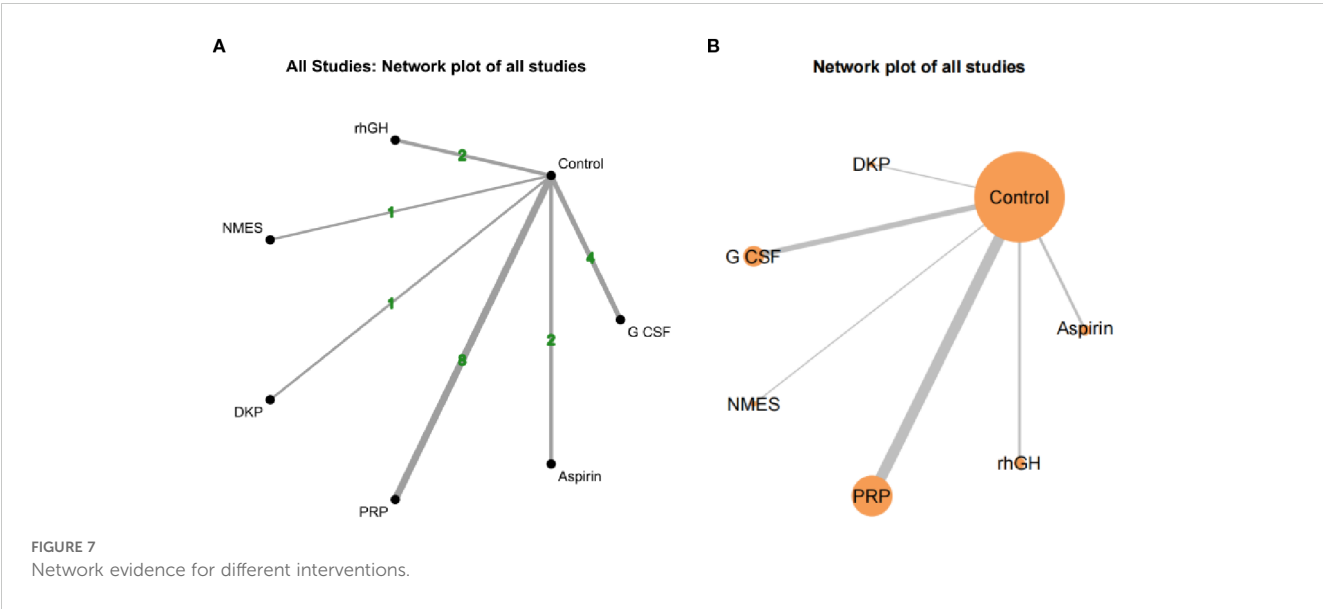 A
All Studies: Network plot of all studies
rhGH
2
Control
1
NMES
4
1
G CSF
2
8
DKP
Aspirin
PRP
B
Network plot of all studies
DKP
Control
G CSF
Aspirin
NMES
rhGH
PRP
FIGURE 7
Network evidence for different interventions.